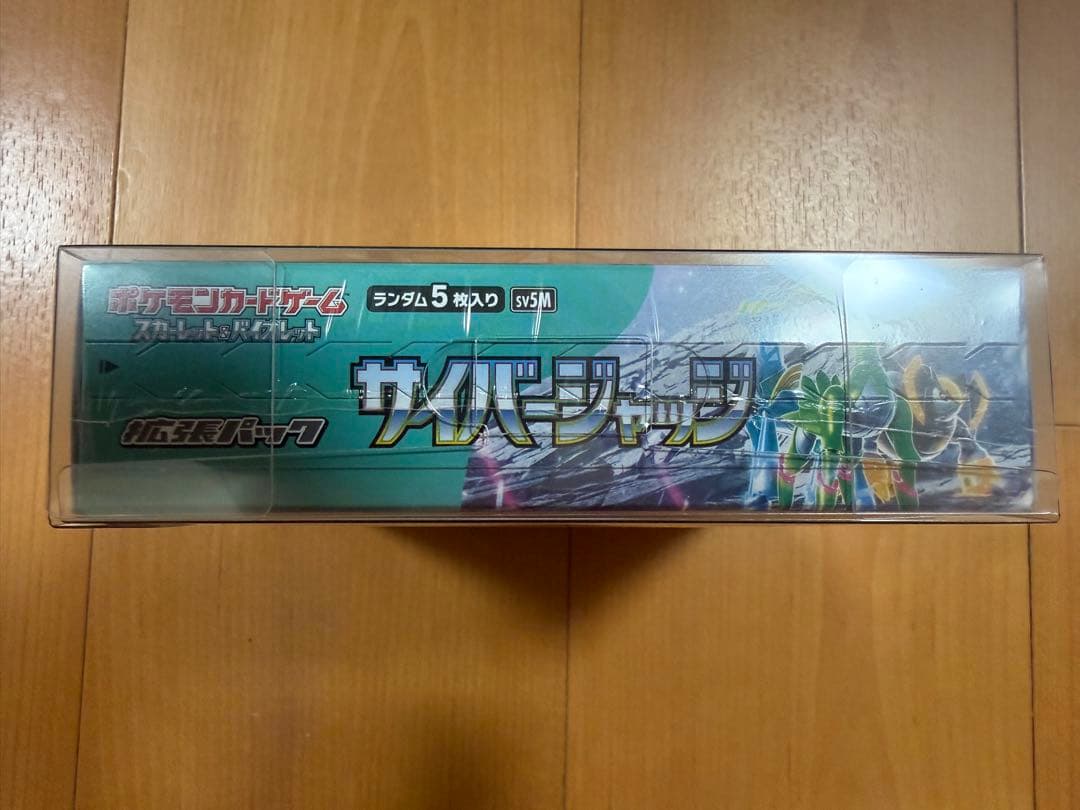 ポケモンカードゲーム
スカーレット&バイオレット
ランダム5枚入り SV5M
サイバージャッジ
拡張パック